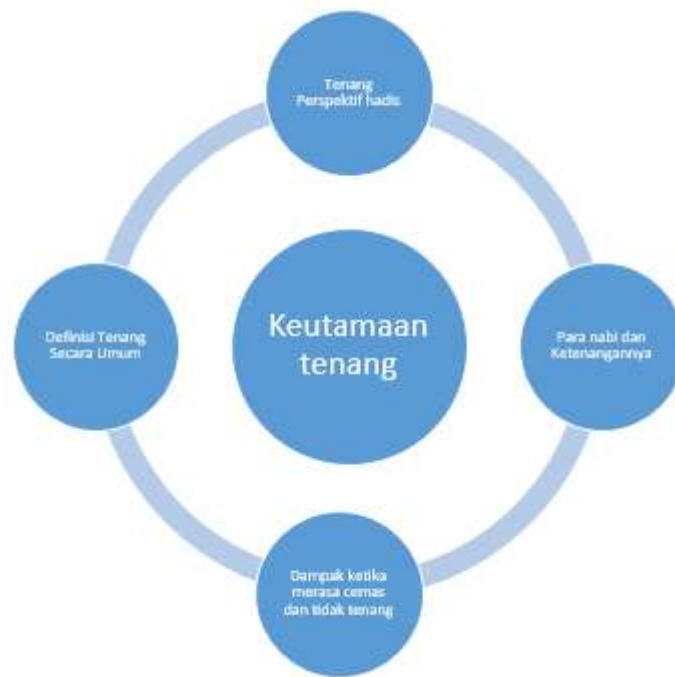 Tenang
Perspektif hadis
Definisi Tenang
Secara Umum
Keutamaan
tenang
Para nabi dan
Ketenangannya
Dampak ketika
merasa cemas
dan tidak tenang